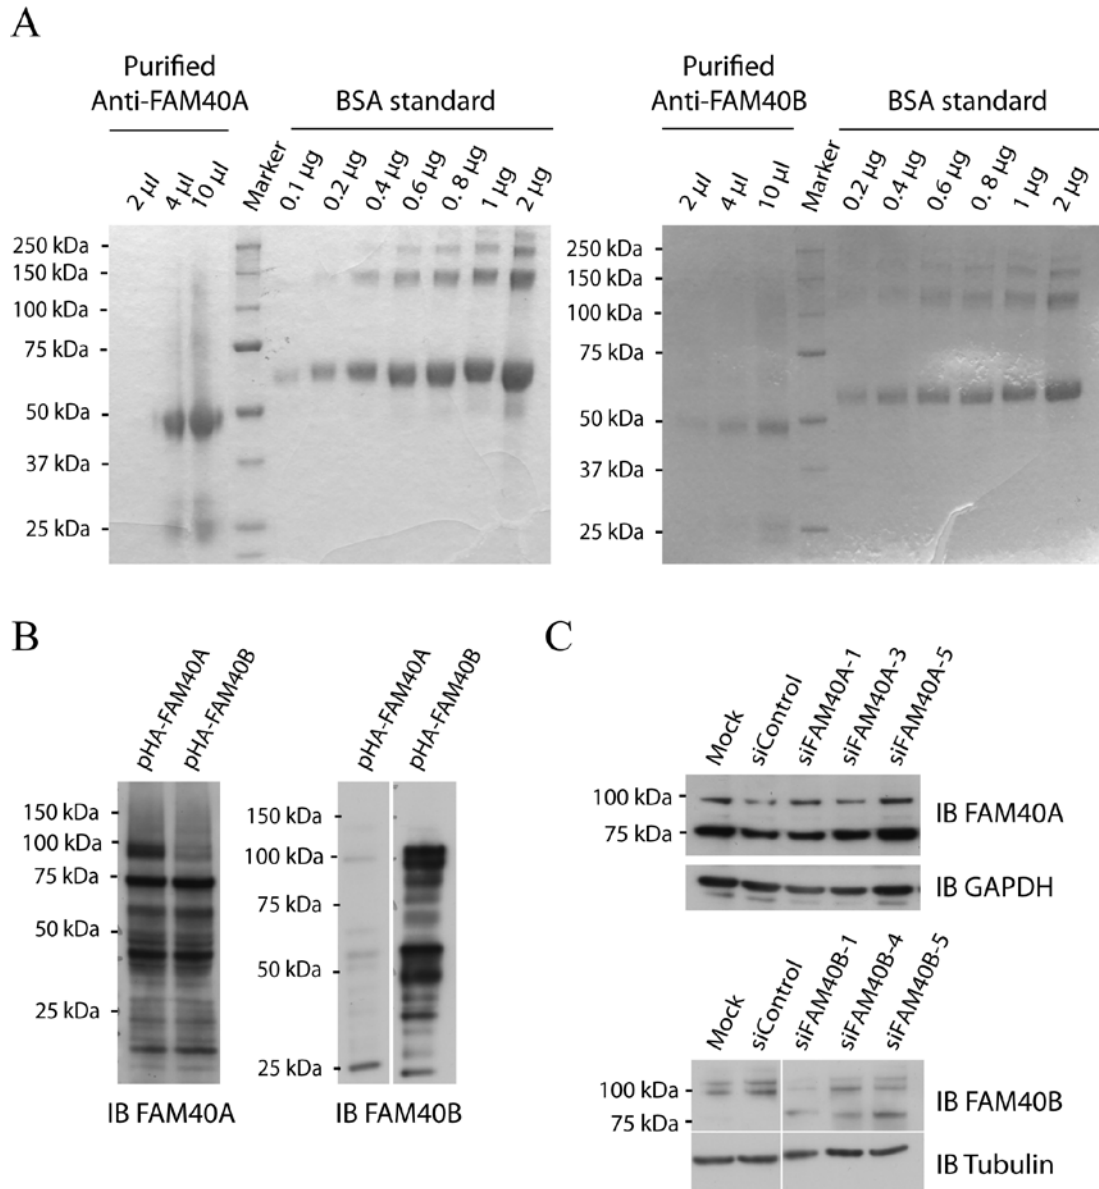 A
Purified
Anti-FAM40A
BSA standard
2 µl
4 µl
10 µl
Marker
0.1 µg
0.2 µg
0.4 µg
0.6 µg
0.8 µg
1 µg
2 µg
250 kDa
150 kDa
100 kDa
75 kDa
50 kDa
37 kDa
25 kDa
Purified
Anti-FAM40B
BSA standard
2 µl
4 µl
10 µl
Marker
0.2 µg
0.4 µg
0.6 µg
0.8 µg
1 µg
2 µg
250 kDa
150 kDa
100 kDa
75 kDa
50 kDa
37 kDa
25 kDa
B
pHA-FAM40A
pHA-FAM40B
150 kDa
100 kDa
75 kDa
50 kDa
25 kDa
IB FAM40A
pHA-FAM40A
pHA-FAM40B
150 kDa
100 kDa
75 kDa
50 kDa
25 kDa
IB FAM40B
C
Mock
siControl
siFAM40A-1
siFAM40A-3
siFAM40A-5
100 kDa
75 kDa
IB FAM40A
IB GAPDH
Mock
siControl
siFAM40B-1
siFAM40B-4
siFAM40B-5
100 kDa
75 kDa
IB FAM40B
IB Tubulin